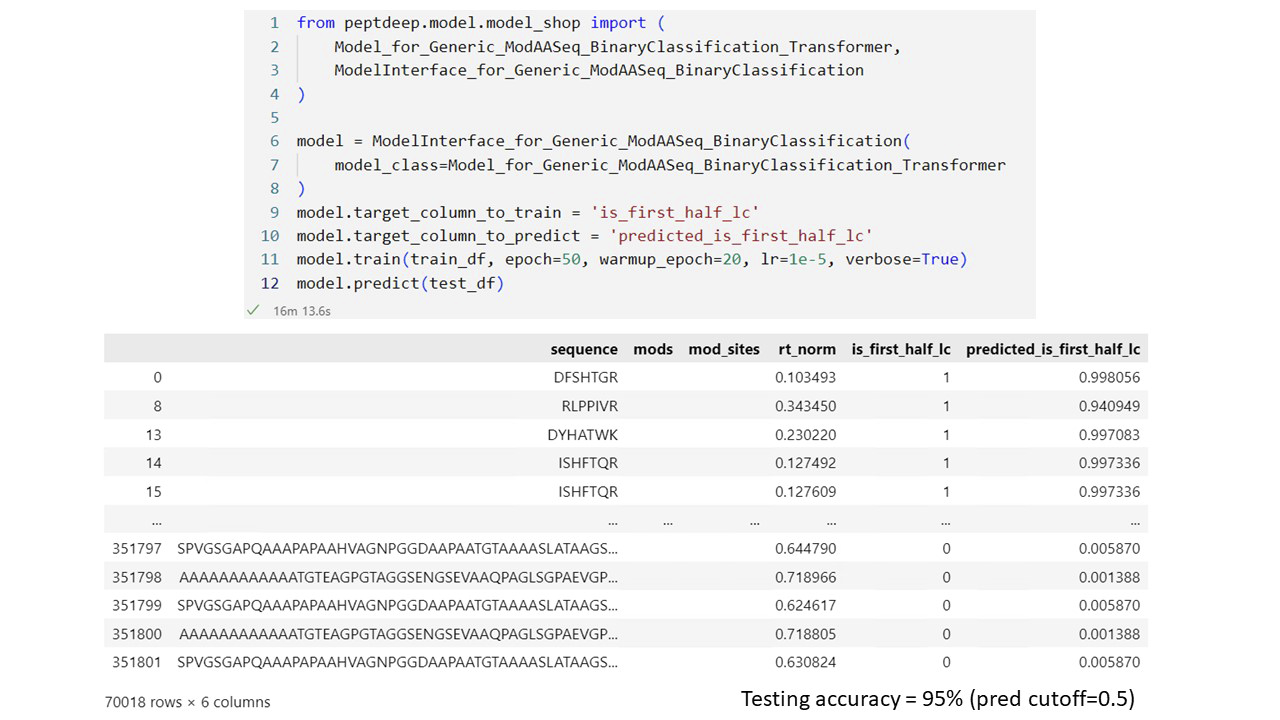 1 from peptdeep.model.model_shop import (
2 Model_for_Generic_ModAASeq_BinaryClassification_Transformer,
3 ModelInterface_for_Generic_ModAASeq_BinaryClassification
4 )
5
6 model = ModelInterface_for_Generic_ModAASeq_BinaryClassification(
7 model_class=Model_for_Generic_ModAASeq_BinaryClassification_Transformer
8 )
9 model.target_column_to_train = 'is_first_half_lc'
10 model.target_column_to_predict = 'predicted_is_first_half_lc'
11 model.train(train_df, epoch=50, warmup_epoch=20, lr=1e-5, verbose=True)
12 model.predict(test_df)
✓ 16m 13.6s
sequence mods mod_sites rt_norm is_first_half_lc predicted_is_first_half_lc
0 DFSHTGR 0.103493 1 0.998056
8 RLPPIVR 0.343450 1 0.940949
13 DYHATWK 0.230220 1 0.997083
14 ISHFTQR 0.127492 1 0.997336
15 ISHFTQR 0.127609 1 0.997336
... ... ... ... ... ... ...
351797 SPVGSGAPQAAAPAPAAHVAGNPGGDAAPAATGTAAAASLATAAGS... 0.644790 0 0.005870
351798 AAAAAAAAAAAATGTEAGPGTAGGSENGSEVAAQPAGLSGPAEVGP... 0.718966 0 0.001388
351799 SPVGSGAPQAAAPAPAAHVAGNPGGDAAPAATGTAAAASLATAAGS... 0.624617 0 0.005870
351800 AAAAAAAAAAAATGTEAGPGTAGGSENGSEVAAQPAGLSGPAEVGP... 0.718805 0 0.001388
351801 SPVGSGAPQAAAPAPAAHVAGNPGGDAAPAATGTAAAASLATAAGS... 0.630824 0 0.005870
70018 rows × 6 columns
Testing accuracy = 95% (pred cutoff=0.5)